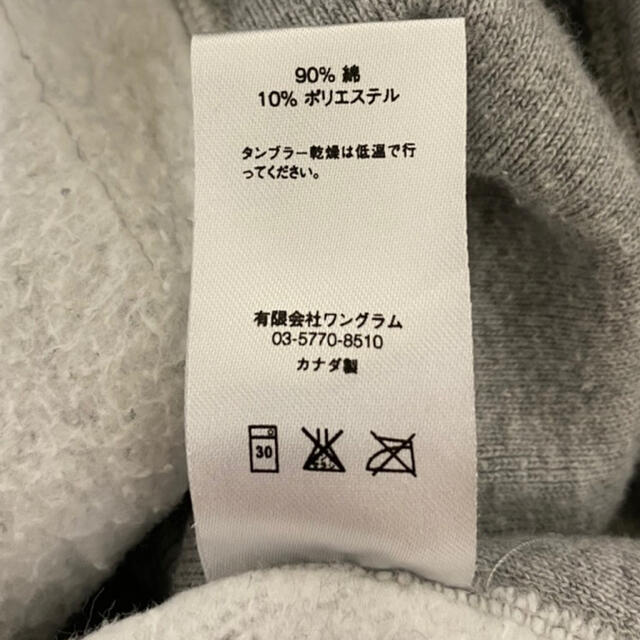 90% 綿
10% ポリエステル
タンブラー乾燥は低温で行
ってください。
有限会社ワングラム
03-5770-8510
カナダ製
30